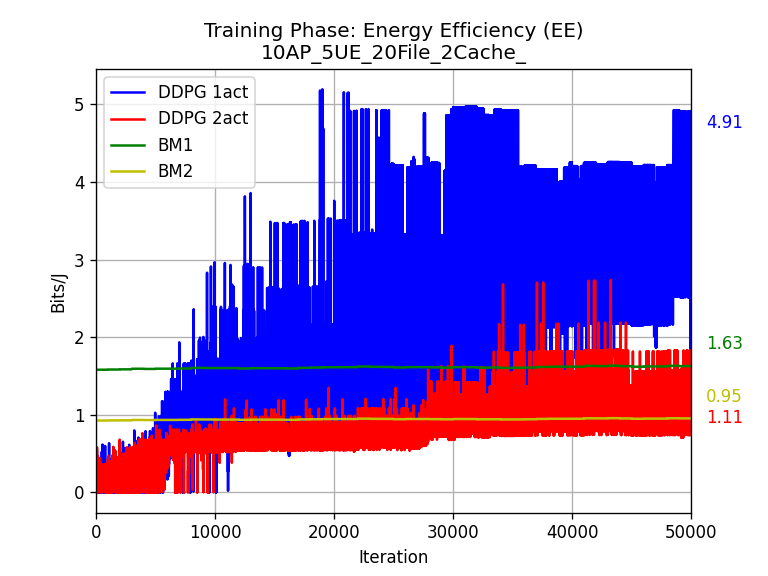 Training Phase: Energy Efficiency (EE)
10AP_5UE_20File_2Cache_
DDPG 1act
DDPG 2act
BM1
BM2
5
4
3
2
1
0
Bits/J
4.91
1.63
0.95
1.11
0 10000 20000 30000 40000 50000
Iteration